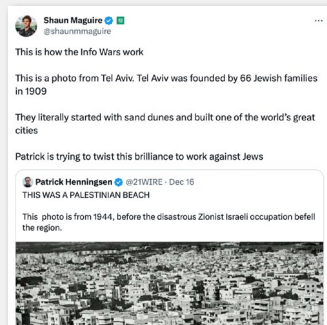 Shaun Maguire
@shaunmmaguire
This is how the Info Wars work
This is a photo from Tel Aviv. Tel Aviv was founded by 66 Jewish families
in 1909
They literally started with sand dunes and built one of the world's great
cities
Patrick is trying to twist this brilliance to work against Jews
Patrick Henningsen @21WIRE · Dec 16
THIS WAS A PALESTINIAN BEACH
This photo is from 1944, before the disastrous Zionist Israeli occupation befell
the region.